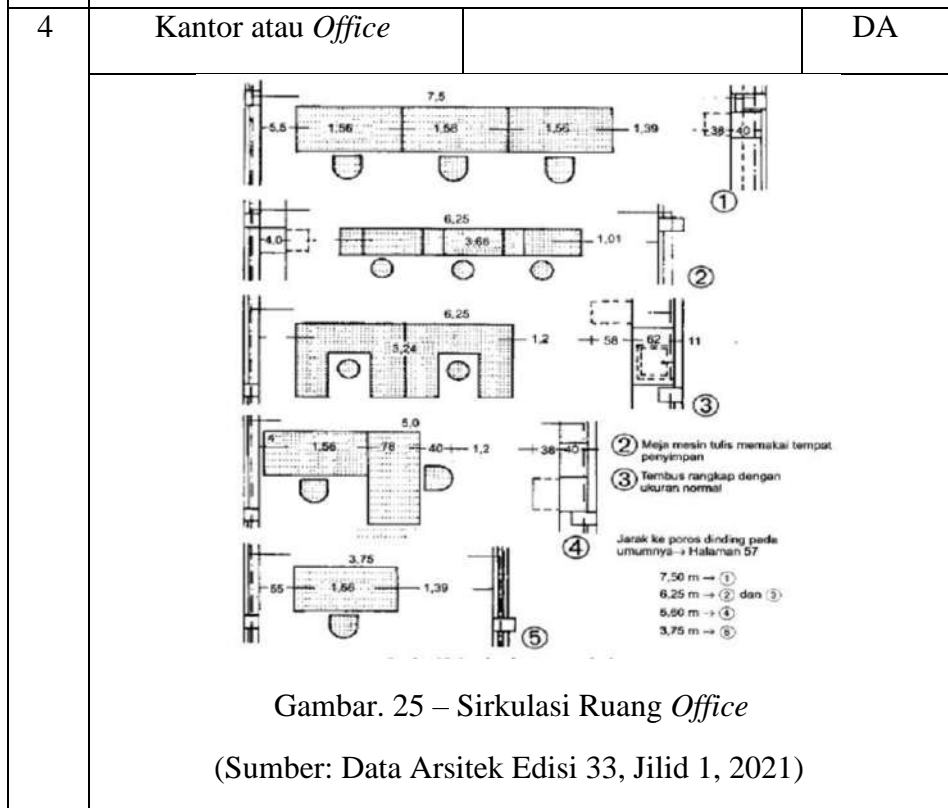 4 Kantor atau Office DA
7,5
5,5 1,56 1,56 1,56 1,39 38 40
①
6,25
4,0 3,66 1,01
②
6,25
3,24 1,2 58 62 11
③
5,0
4 1,56 78 40 1,2 38 40
② Meja mesin tulis memakai tempat
penyimpan
③ Tembus rangkap dengan
ukuran normal
④
Jarak ke poros dinding pada
umumnya → Halaman 57
7,50 m → ①
6,25 m → ② dan ③
5,60 m → ④
3,75 m → ⑤
3,75
55 1,56 1,39
⑤
Gambar. 25 – Sirkulasi Ruang Office
(Sumber: Data Arsitek Edisi 33, Jilid 1, 2021)